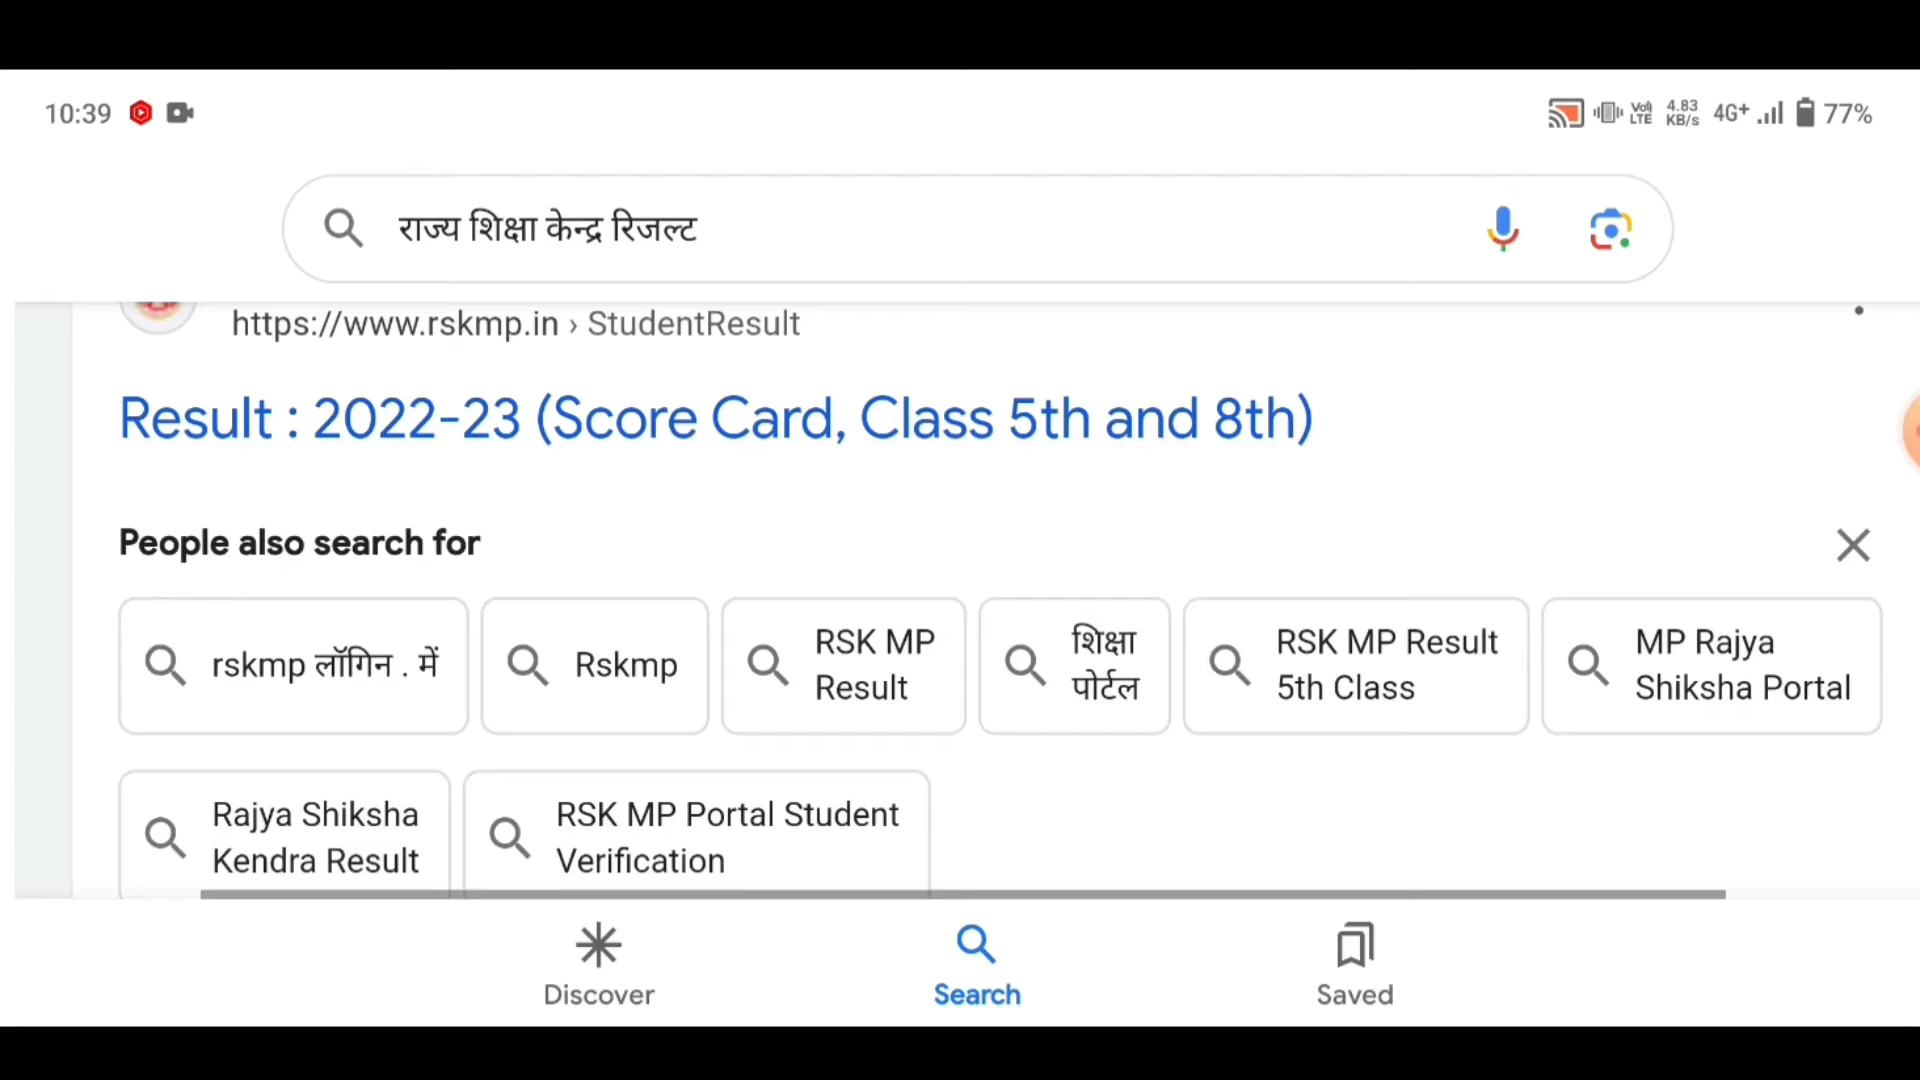 10:39
Vo) LTE 4.83 KB/s 4G+ 77%
राज्य शिक्षा केन्द्र रिजल्ट
https://www.rskmp.in › StudentResult
Result : 2022-23 (Score Card, Class 5th and 8th)
People also search for
rskmp लॉगिन . में
Rskmp
RSK MP
Result
शिक्षा
पोर्टल
RSK MP Result
5th Class
MP Rajya
Shiksha Portal
Rajya Shiksha
Kendra Result
RSK MP Portal Student
Verification
Discover
Search
Saved